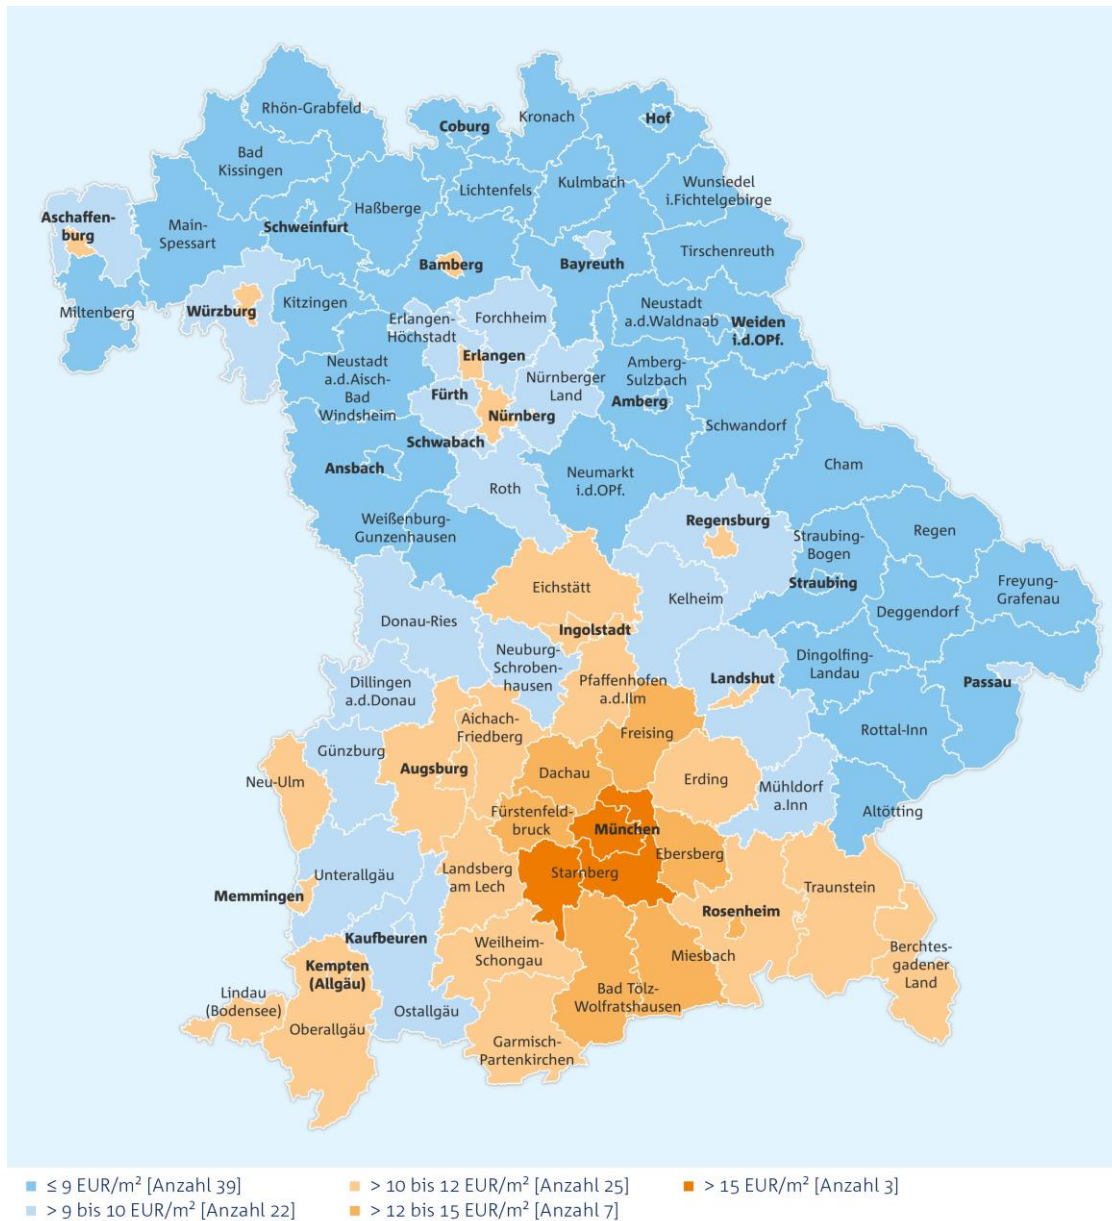 Rhön-Grabfeld
Coburg
Kronach
Hof
Bad
Kissingen
Lichtenfels
Kulmbach
Wunsiedel
i.Fichtelgebirge
Aschaffen-
burg
Main-
Spessart
Schweinfurt
Haßberge
Bamberg
Bayreuth
Tirschenreuth
Miltenberg
Würzburg
Kitzingen
Erlangen-
Höchstadt
Forchheim
Neustadt
a.d.Waldnaab
Weiden
i.d.OPf.
Neustadt
a.d.Aisch-
Bad
Windsheim
Erlangen
Fürth
Nürnberg
Nürnberger
Land
Amberg-
Sulzbach
Amberg
Schwandorf
Schwabach
Ansbach
Roth
Neumarkt
i.d.OPf.
Cham
Weißenburg-
Gunzenhausen
Regensburg
Straubing-
Bogen
Regen
Straubing
Freyung-
Grafenau
Eichstätt
Kelheim
Deggendorf
Donau-Ries
Ingolstadt
Neuburg-
Schroben-
hausen
Pfaffenhofen
a.d.Ilm
Landshut
Dingolfing-
Landau
Passau
Dillingen
a.d.Donau
Aichach-
Friedberg
Freising
Rottal-Inn
Günzburg
Neu-Ulm
Augsburg
Dachau
Erding
Mühldorf
a.Inn
Altötting
Fürstenfeld-
bruck
München
Ebersberg
Unterallgäu
Landsberg
am Lech
Starnberg
Traunstein
Memmingen
Rosenheim
Kaufbeuren
Weilheim-
Schongau
Miesbach
Berchtes-
gadener
Land
Kempten
(Allgäu)
Lindau
(Bodensee)
Oberallgäu
Ostallgäu
Bad Tölz-
Wolfratshausen
Garmisch-
Partenkirchen
≤ 9 EUR/m² [Anzahl 39]
> 9 bis 10 EUR/m² [Anzahl 22]
> 10 bis 12 EUR/m² [Anzahl 25]
> 12 bis 15 EUR/m² [Anzahl 7]
> 15 EUR/m² [Anzahl 3]